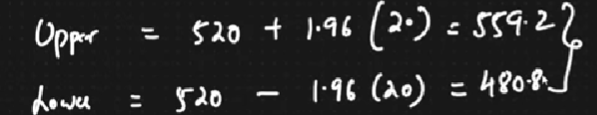 Upper = 520 + 1.96 (20) = 559.2
Lower = 520 - 1.96 (20) = 480.8